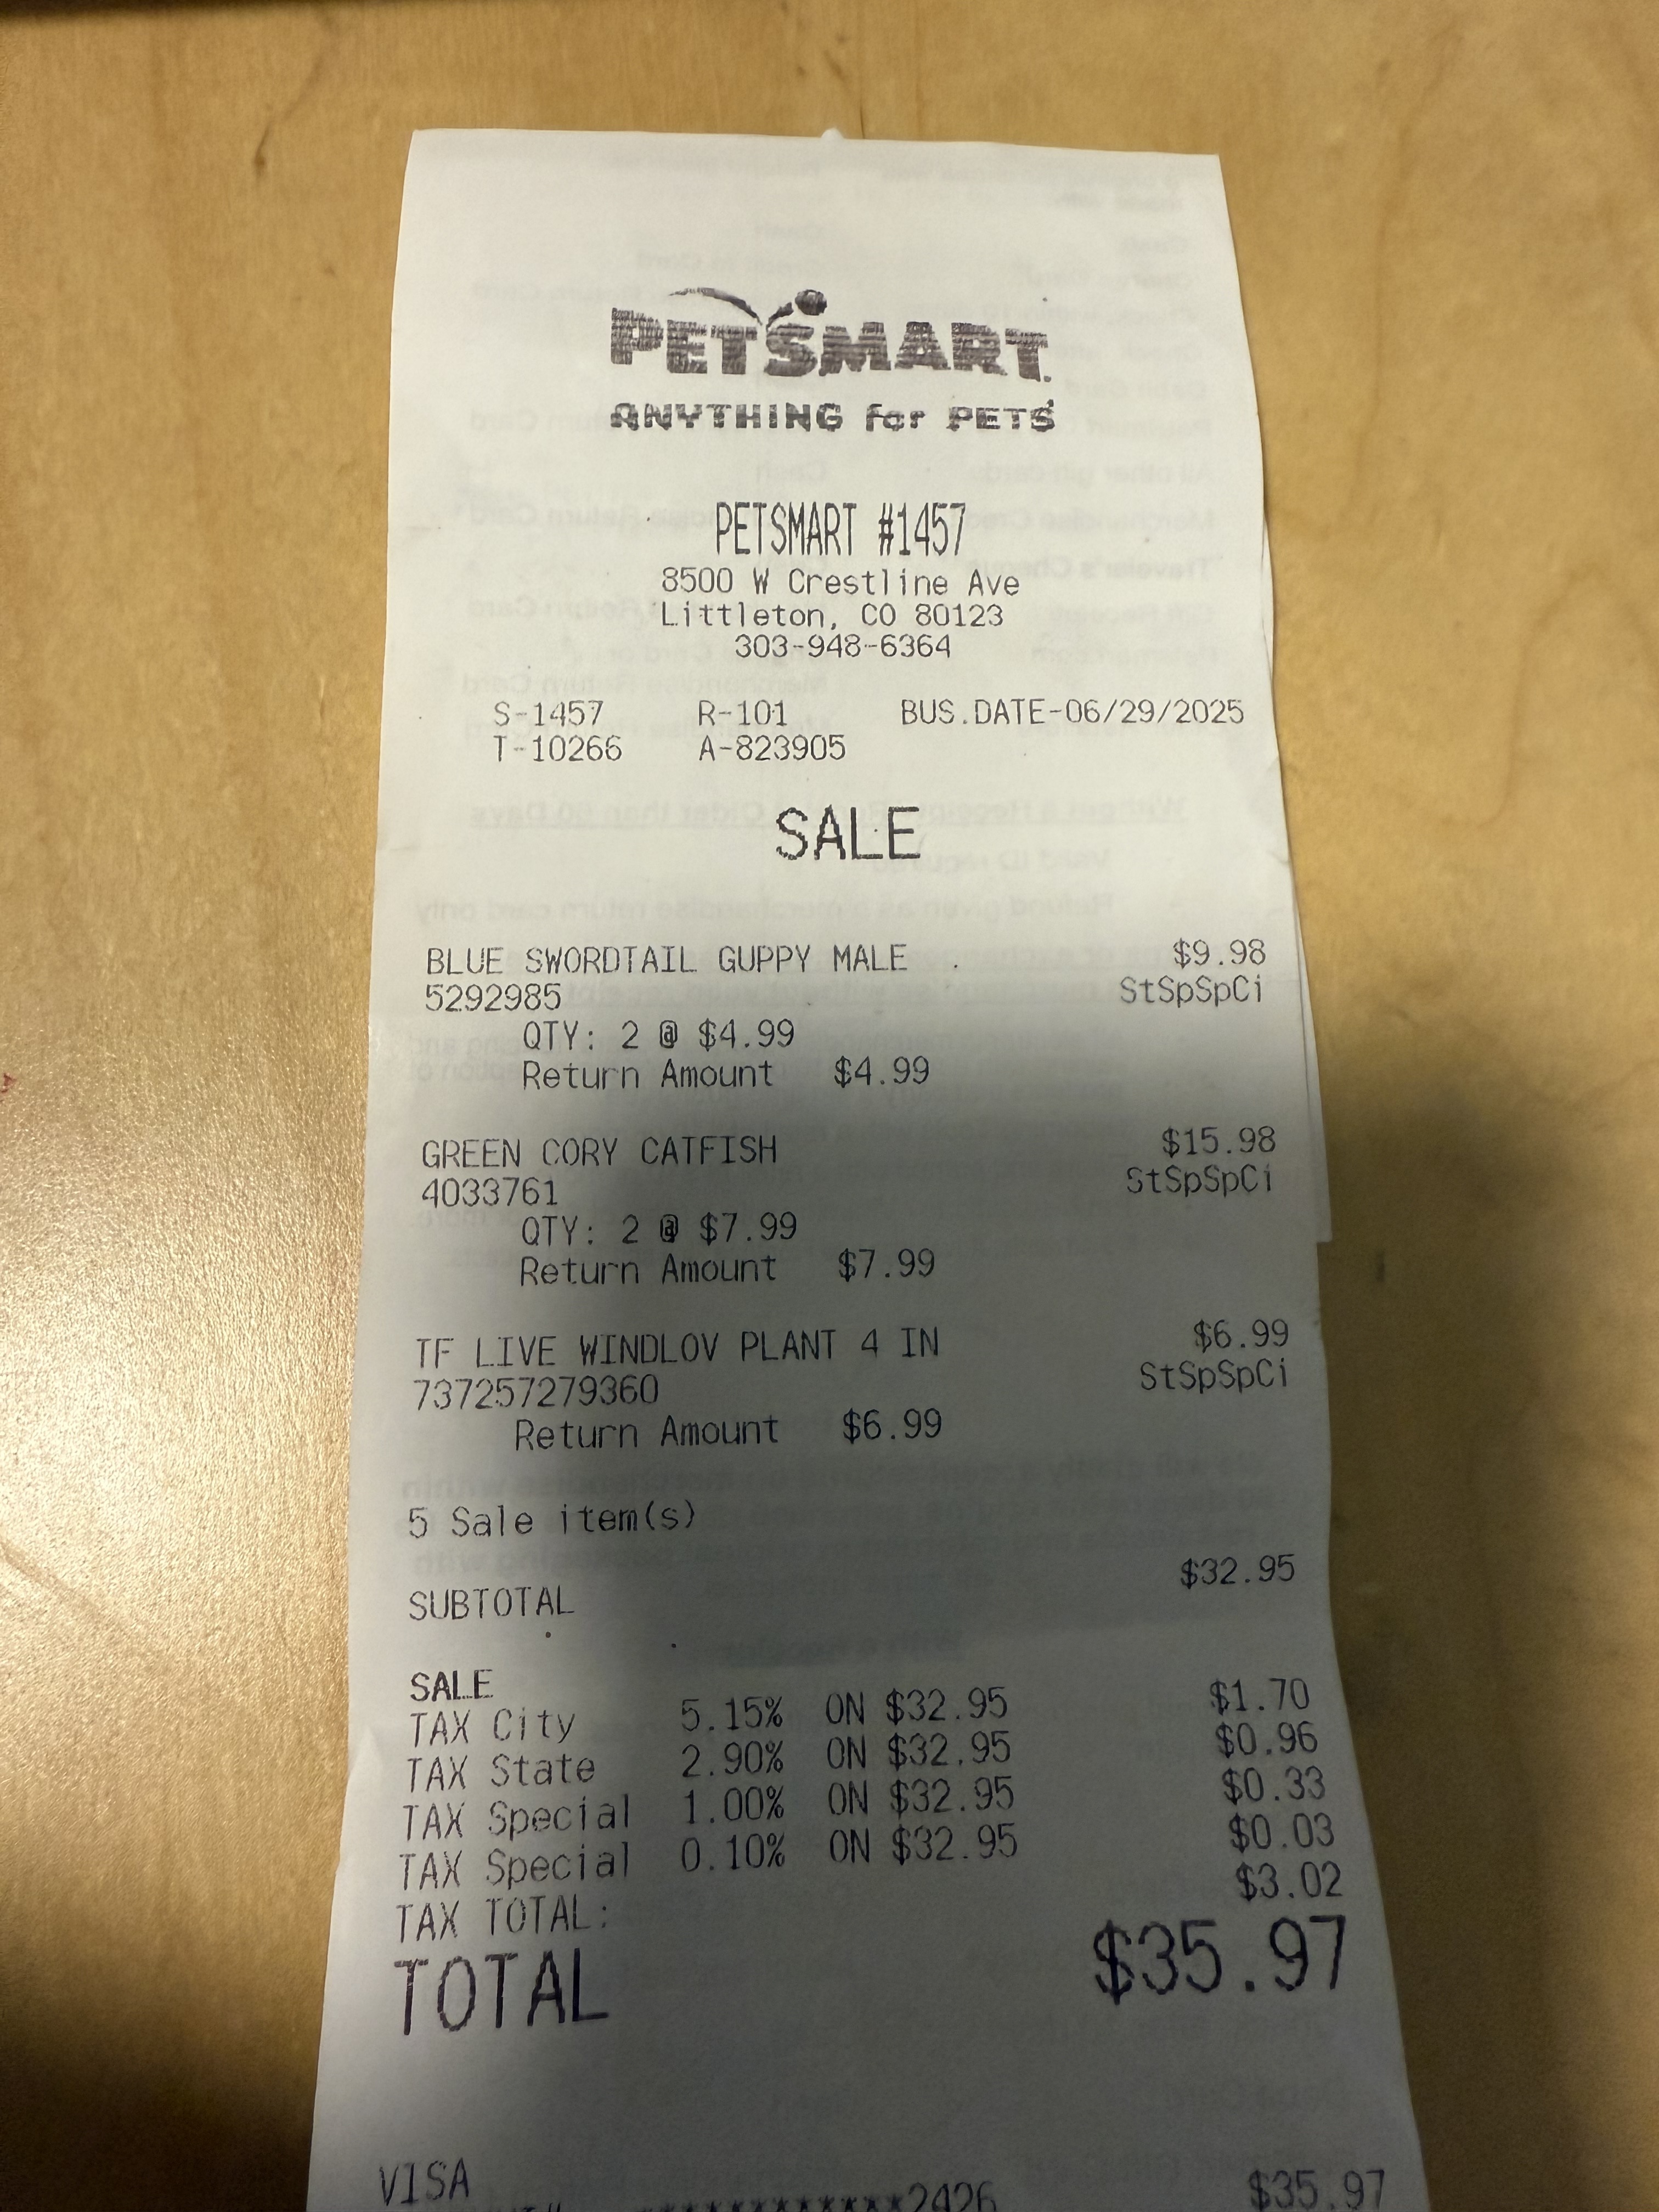 PETSMART
ANYTHING for PETS
PETSMART #1457
8500 W Crestline Ave
Littleton, CO 80123
303-948-6364
S-1457 R-101 BUS.DATE-06/29/2025
T-10266 A-823905
SALE
BLUE SWORDTAIL GUPPY MALE $9.98
5292985 StSpSpCi
QTY: 2 @ $4.99
Return Amount $4.99
GREEN CORY CATFISH $15.98
4033761 StSpSpCi
QTY: 2 @ $7.99
Return Amount $7.99
TF LIVE WINDLOV PLANT 4 IN $6.99
737257279360 StSpSpCi
Return Amount $6.99
5 Sale item(s)
SUBTOTAL $32.95
SALE
TAX City 5.15% ON $32.95 $1.70
TAX State 2.90% ON $32.95 $0.96
TAX Special 1.00% ON $32.95 $0.33
TAX Special 0.10% ON $32.95 $0.03
TAX TOTAL: $3.02
TOTAL $35.97
VISA $35.97
************2426